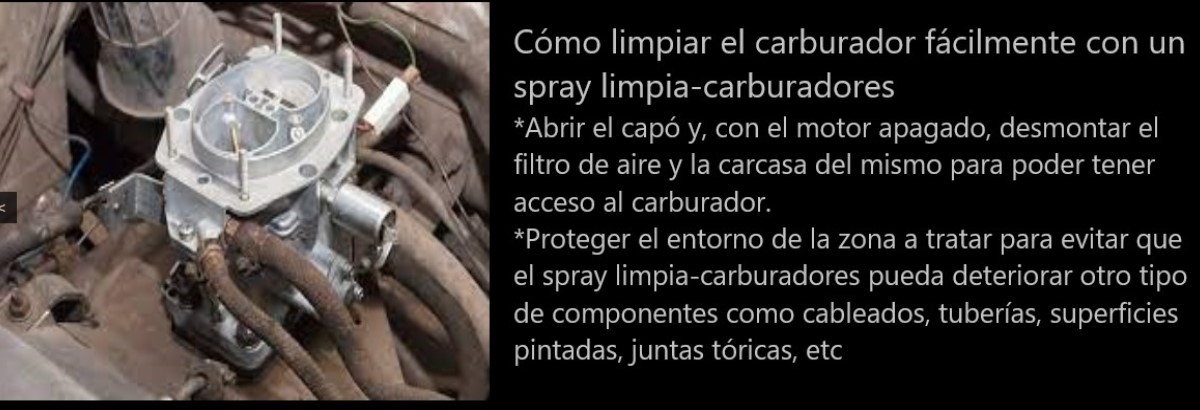 Cómo limpiar el carburador fácilmente con un
spray limpia-carburadores
*Abrir el capó y, con el motor apagado, desmontar el
filtro de aire y la carcasa del mismo para poder tener
acceso al carburador.
*Proteger el entorno de la zona a tratar para evitar que
el spray limpia-carburadores pueda deteriorar otro tipo
de componentes como cableados, tuberías, superficies
pintadas, juntas tóricas, etc